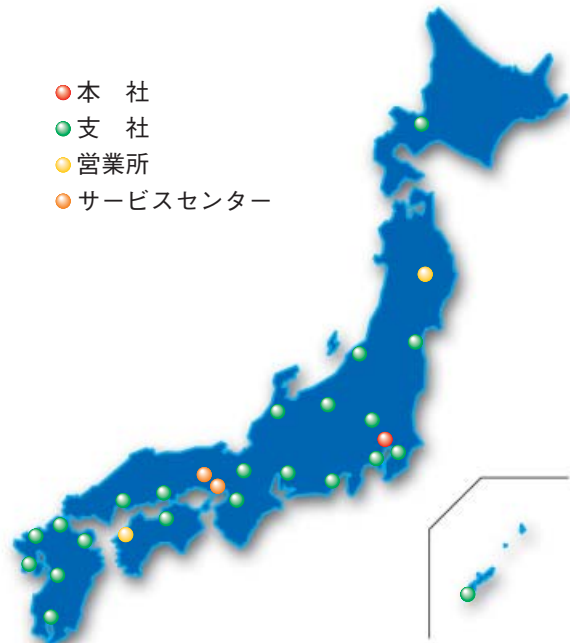 本　社
支　社
営業所
サービスセンター